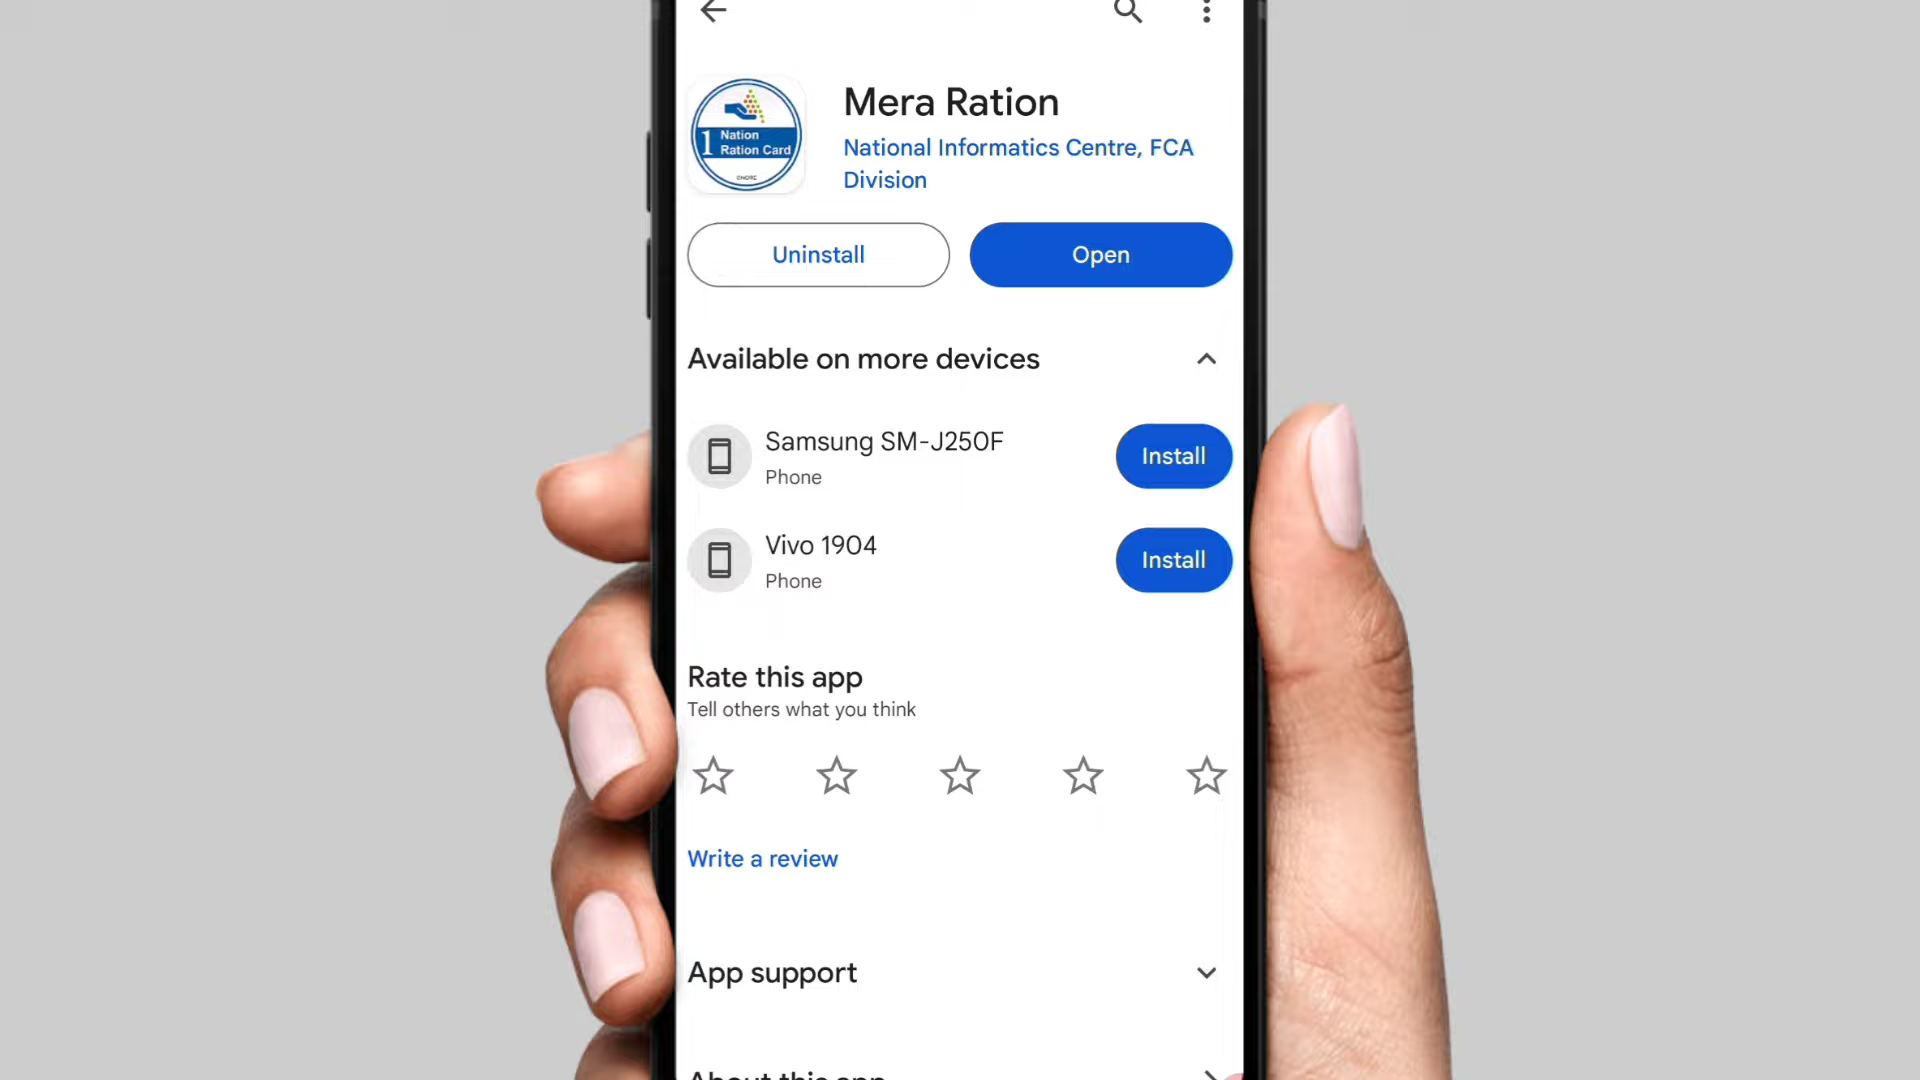 Mera Ration
National Informatics Centre, FCA
Division
1 Nation
Ration Card
Uninstall
Open
Available on more devices
Samsung SM-J250F
Phone
Install
Vivo 1904
Phone
Install
Rate this app
Tell others what you think
Write a review
App support
About this app